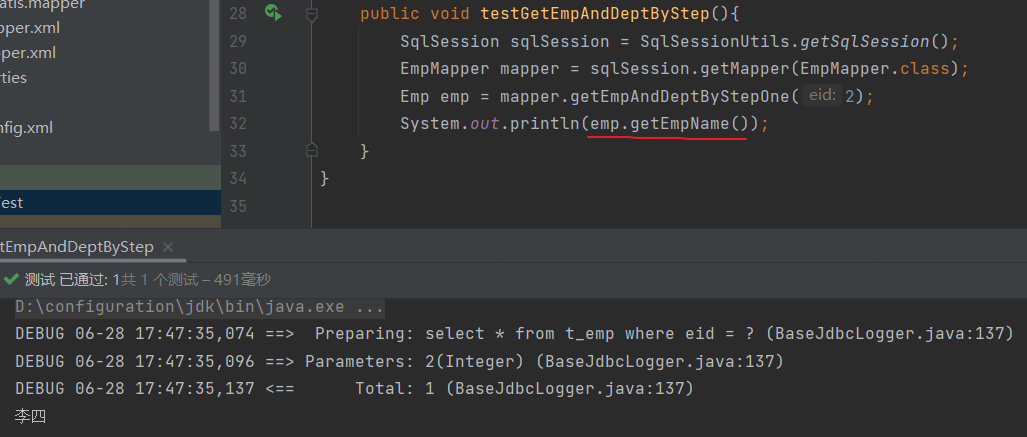 atis.mapper
pper.xml
per.xml
rties
nfig.xml
Test
28 public void testGetEmpAndDeptByStep(){
29 SqlSession sqlSession = SqlSessionUtils.getSqlSession();
30 EmpMapper mapper = sqlSession.getMapper(EmpMapper.class);
31 Emp emp = mapper.getEmpAndDeptByStepOne( eid: 2);
32 System.out.println(emp.getEmpName());
33 }
34 }
35
tEmpAndDeptByStep ×
测试 已通过: 1共 1 个测试 – 491毫秒
D:\configuration\jdk\bin\java.exe ...
DEBUG 06-28 17:47:35,074 ==>  Preparing: select * from t_emp where eid = ? (BaseJdbcLogger.java:137)
DEBUG 06-28 17:47:35,096 ==> Parameters: 2(Integer) (BaseJdbcLogger.java:137)
DEBUG 06-28 17:47:35,137 <==      Total: 1 (BaseJdbcLogger.java:137)
李四